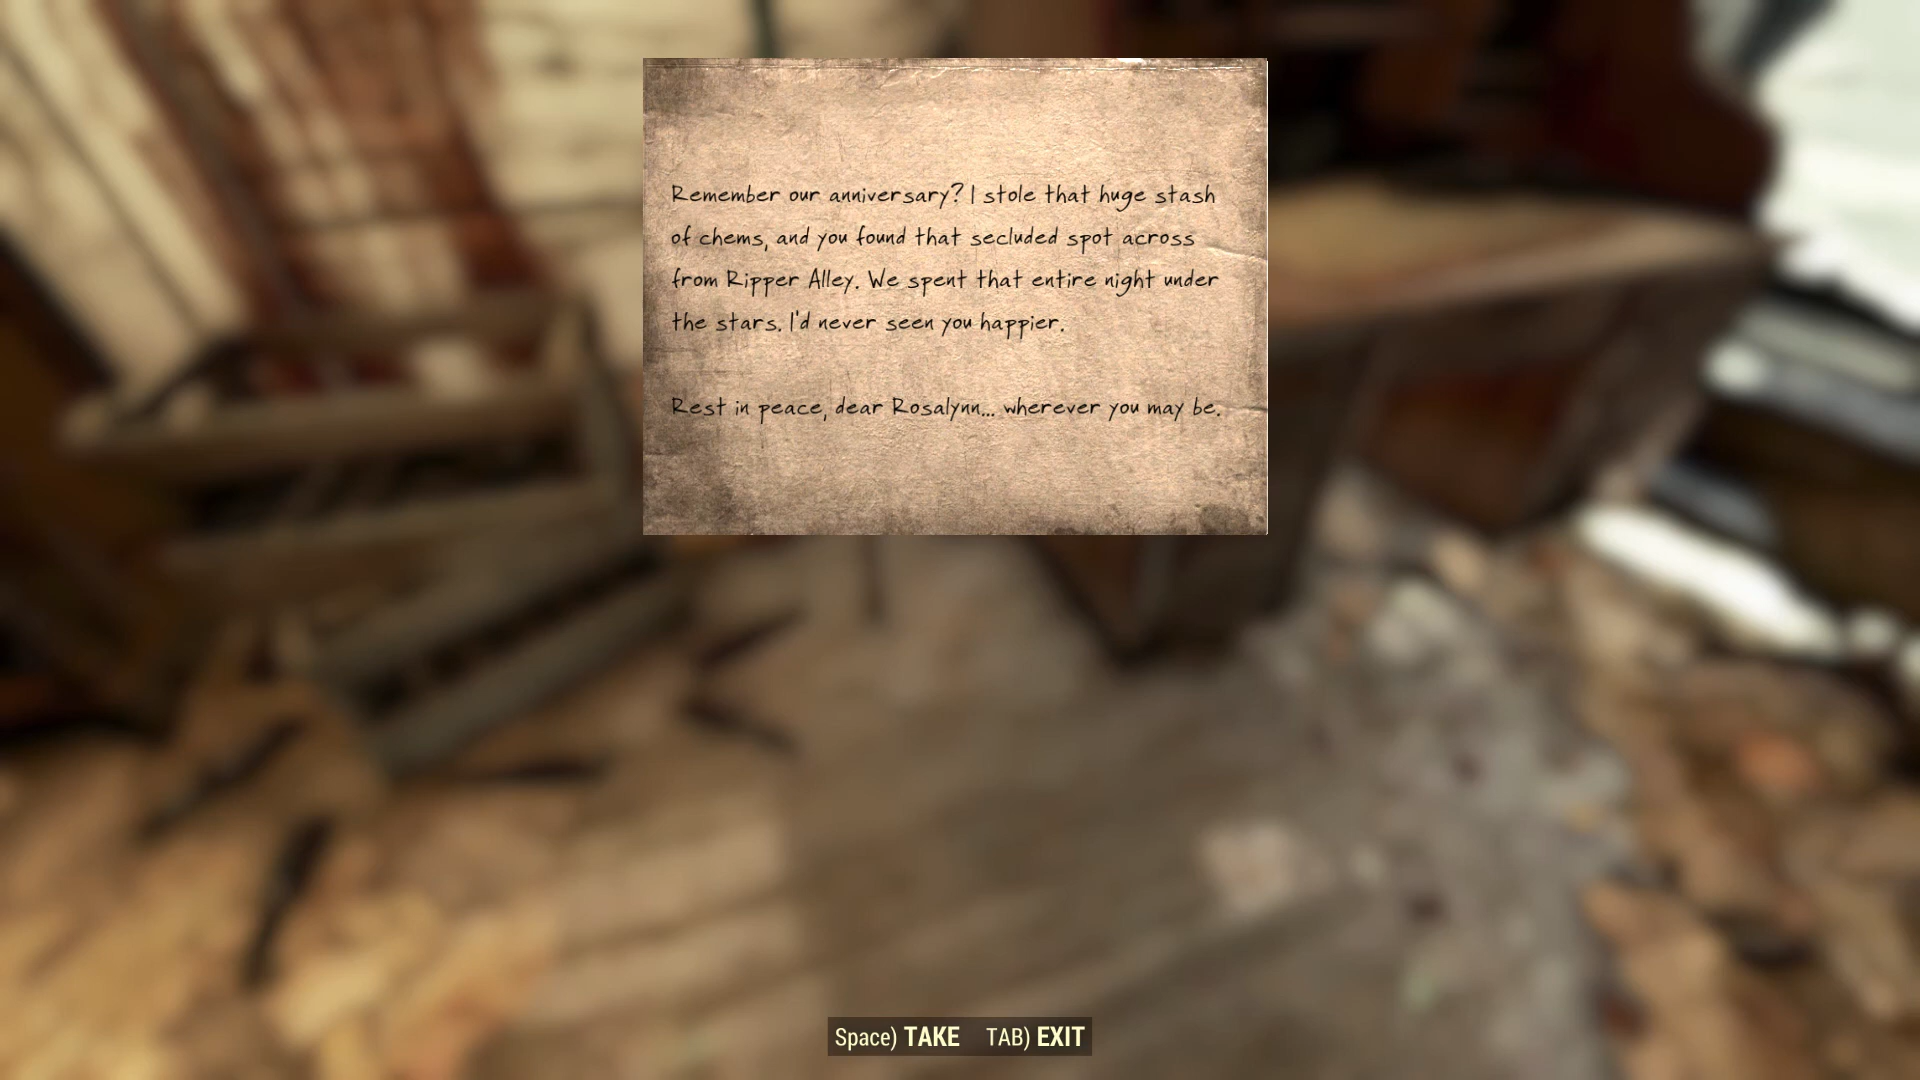 Remember our anniversary? I stole that huge stash
of chems, and you found that secluded spot across
from Ripper Alley. We spent that entire night under
the stars. I'd never seen you happier.
Rest in peace, dear Rosalynn... wherever you may be.
Space) TAKE TAB) EXIT